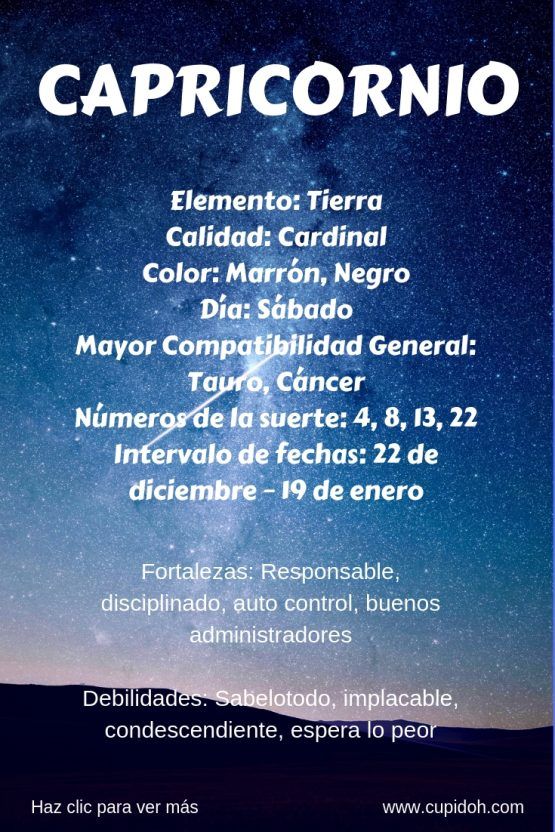 CAPRICORNIO
Elemento: Tierra
Calidad: Cardinal
Color: Marrón, Negro
Día: Sábado
Mayor Compatibilidad General:
Tauro, Cáncer
Números de la suerte: 4, 8, 13, 22
Intervalo de fechas: 22 de
diciembre – 19 de enero
Fortalezas: Responsable,
disciplinado, auto control, buenos
administradores
Debilidades: Sabelotodo, implacable,
condescendiente, espera lo peor
Haz clic para ver más
www.cupidoh.com